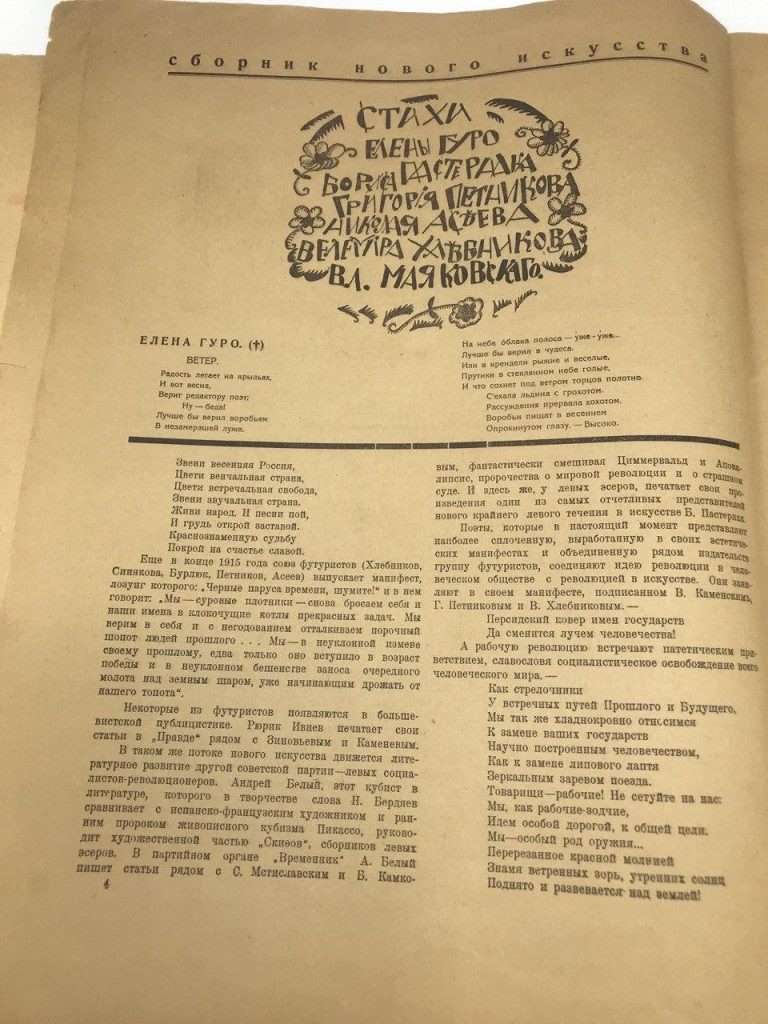 сборник нового искусства
СТИХИ
ЕЛЕНЫ ГУРО
БОРИСА ПАСТЕРНАКА
ГРИГОРІЯ ПЕТНИКОВА
НИКОЛАЯ АСѢЕВА
ВЕЛЕМИРА ХЛѢБНИКОВА
ВЛ. МАЯКОВСКАГО.
ЕЛЕНА ГУРО. (†)
ВЕТЕР.
Радость летает на крыльях,
И вот весна,
Верит редактору поэт;
Ну — беда!
Лучше бы верил воробьям
В незамерзшей луже.
На небе облака полоса — уже - уже...
Лучше бы верил в чудеса.
Или в крендели рыжие и веселые,
Прутики в стеклянном небе голые,
И что сохнет под ветром торцов полотно.
Съехала льдина с грохотом.
Рассуждения прервала хохотом.
Воробьи пищат в весеннем
Опрокинутом глазу. — Высоко.
Звени весенняя Россия,
Цвети венчальная страна,
Цвети встречальная свобода,
Звени звучальная страна.
Живи народ. И песни пой,
И грудь открой заставой.
Краснознаменную судьбу
Покрой на счастье славой.
Еще в конце 1915 года союз футуристов (Хлебников,
Синякова, Бурлюк, Петников, Асеев) выпускает манифест,
лозунг которого: „Черные паруса времени, шумите!" и в нем
говорит: „Мы — суровые плотники — снова бросаем себя и
наши имена в клокочущие котлы прекрасных задач. Мы
верим в себя и с негодованием отталкиваем порочный
шопот людей прошлого . . . Мы — в неуклонной измене
своему прошлому, едва только оно вступило в возраст
победы и в неуклонном бешенстве заноса очередного
молота над земным шаром, уже начинающим дрожать от
нашего топота".
Некоторые из футуристов появляются в больше-
вистской публицистике. Рюрик Ивнев печатает свои
статьи в „Правде" рядом с Зиновьевым и Каменевым.
В таком же потоке нового искусства движется лите-
ратурное развитие другой советской партии—левых социа-
листов-революционеров. Андрей Белый, этот кубист в
литературе, которого в творчестве слова Н. Бердяев
сравнивает с испанско-французским художником и ран-
ним пророком живописного кубизма Пикассо, руково-
дит художественной частью „Скифов", сборников левых
эсеров. В партийном органе „Временник" А. Белый
пишет статьи рядом с С. Мстиславским и Б. Камко-
4
вым, фантастически смешивая Циммервальд и Апока-
липсис, пророчества о мировой революции и о страшном
суде. И здесь же, у левых эсеров, печатает свои про-
изведения один из самых отчетливых представителей
нового крайнего левого течения в искусстве Б. Пастернак.
Поэты, которые в настоящий момент представляют
наиболее сплоченную, выработанную в своих эстетиче-
ских манифестах и объединенную рядом издательств
группу футуристов, соединяют идею революции в чело-
веческом обществе с революцией в искусстве. Они заяв-
ляют в своем манифесте, подписанном В. Каменским,
Г. Петниковым и В. Хлебниковым. —
Персидский ковер имен государств
Да сменится лучем человечества!
А рабочую революцию встречают патетическим при-
ветствием, славословя социалистическое освобождение всего
человеческого мира. —
Как стрелочники
У встречных путей Прошлого и Будущего,
Мы так же хладнокровно относимся
К замене ваших государств
Научно построенным человечеством,
Как к замене липового лаптя
Зеркальным заревом поезда.
Товарищи—рабочие! Не сетуйте на нас:
Мы, как рабочие-зодчие,
Идем особой дорогой, к общей цели.
Мы—особый род оружия...
Перерезанное красной молнией
Знамя ветренных зорь, утренних солнц
Поднято и развевается над землей!